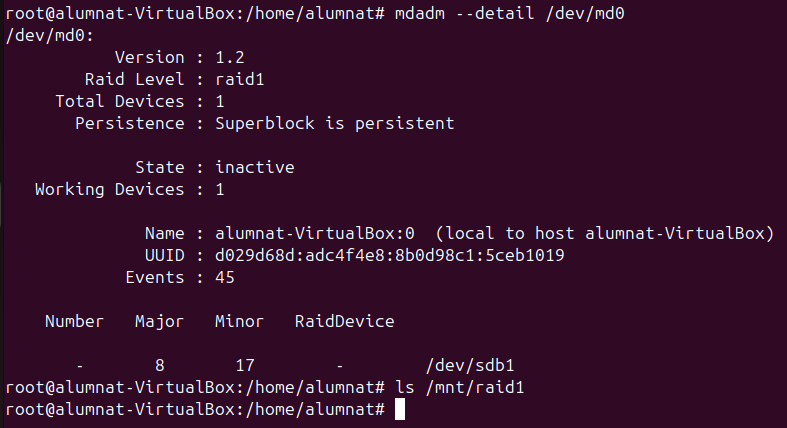 root@alumnat-VirtualBox:/home/alumnat# mdadm --detail /dev/md0
/dev/md0:
Version : 1.2
Raid Level : raid1
Total Devices : 1
Persistence : Superblock is persistent
State : inactive
Working Devices : 1
Name : alumnat-VirtualBox:0  (local to host alumnat-VirtualBox)
UUID : d029d68d:adc4f4e8:8b0d98c1:5ceb1019
Events : 45
Number   Major   Minor   RaidDevice
-       8       17        -        /dev/sdb1
root@alumnat-VirtualBox:/home/alumnat# ls /mnt/raid1
root@alumnat-VirtualBox:/home/alumnat#